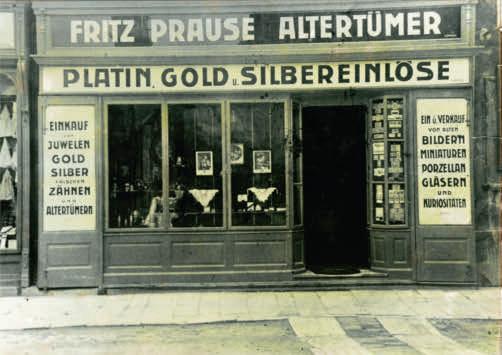 FRITZ PRAUSE ALTERTÜMER
PLATIN, GOLD u. SILBEREINLÖSE
EINKAUF
VON
JUWELEN
GOLD
SILBER
FALSCHEN
ZÄHNEN
UND
ALTERTÜMERN
EIN u. VERKAUF
VON ALTEN
BILDERN
MINIATUREN
PORZELLAN
GLÄSERN
UND
KURIOSITÄTEN